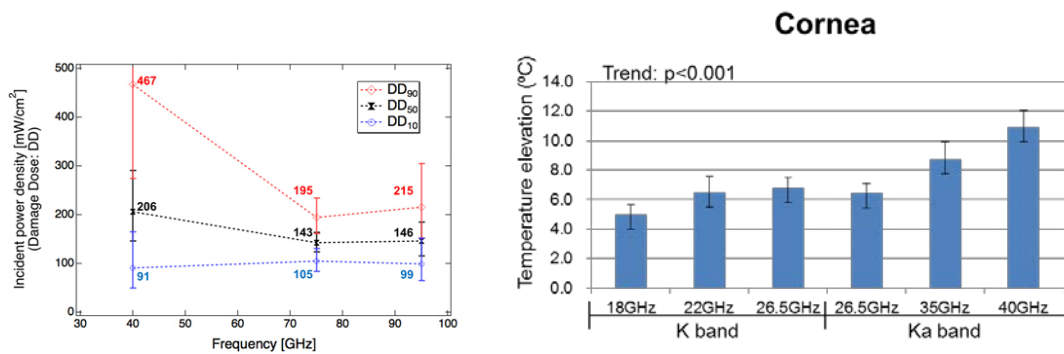 Incident power density [mW/cm²]
(Damage Dose: DD)
500
400
300
200
100
0
467
206
91
195
143
105
215
146
99
DD₉₀
DD₅₀
DD₁₀
30 40 50 60 70 80 90 100
Frequency [GHz]
Cornea
Trend: p<0.001
Temperature elevation (ºC)
14.0
12.0
10.0
8.0
6.0
4.0
2.0
0.0
18GHz 22GHz 26.5GHz 26.5GHz 35GHz 40GHz
K band Ka band